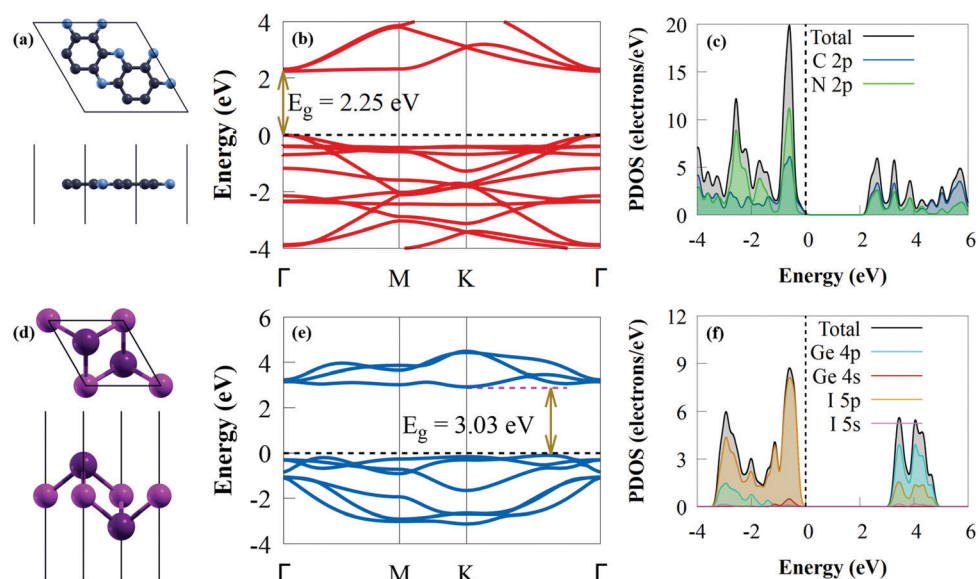 (a)
(b)
E_g = 2.25 eV
Energy (eV)
4
2
0
-2
-4
Γ M K Γ
(c)
Total
C 2p
N 2p
PDOS (electrons/eV)
20
15
10
5
0
-4 -2 0 2 4 6
Energy (eV)
(d)
(e)
E_g = 3.03 eV
Energy (eV)
6
4
2
0
-2
-4
Γ M K Γ
(f)
Total
Ge 4p
Ge 4s
I 5p
I 5s
PDOS (electrons/eV)
12
9
6
3
0
-4 -2 0 2 4 6
Energy (eV)